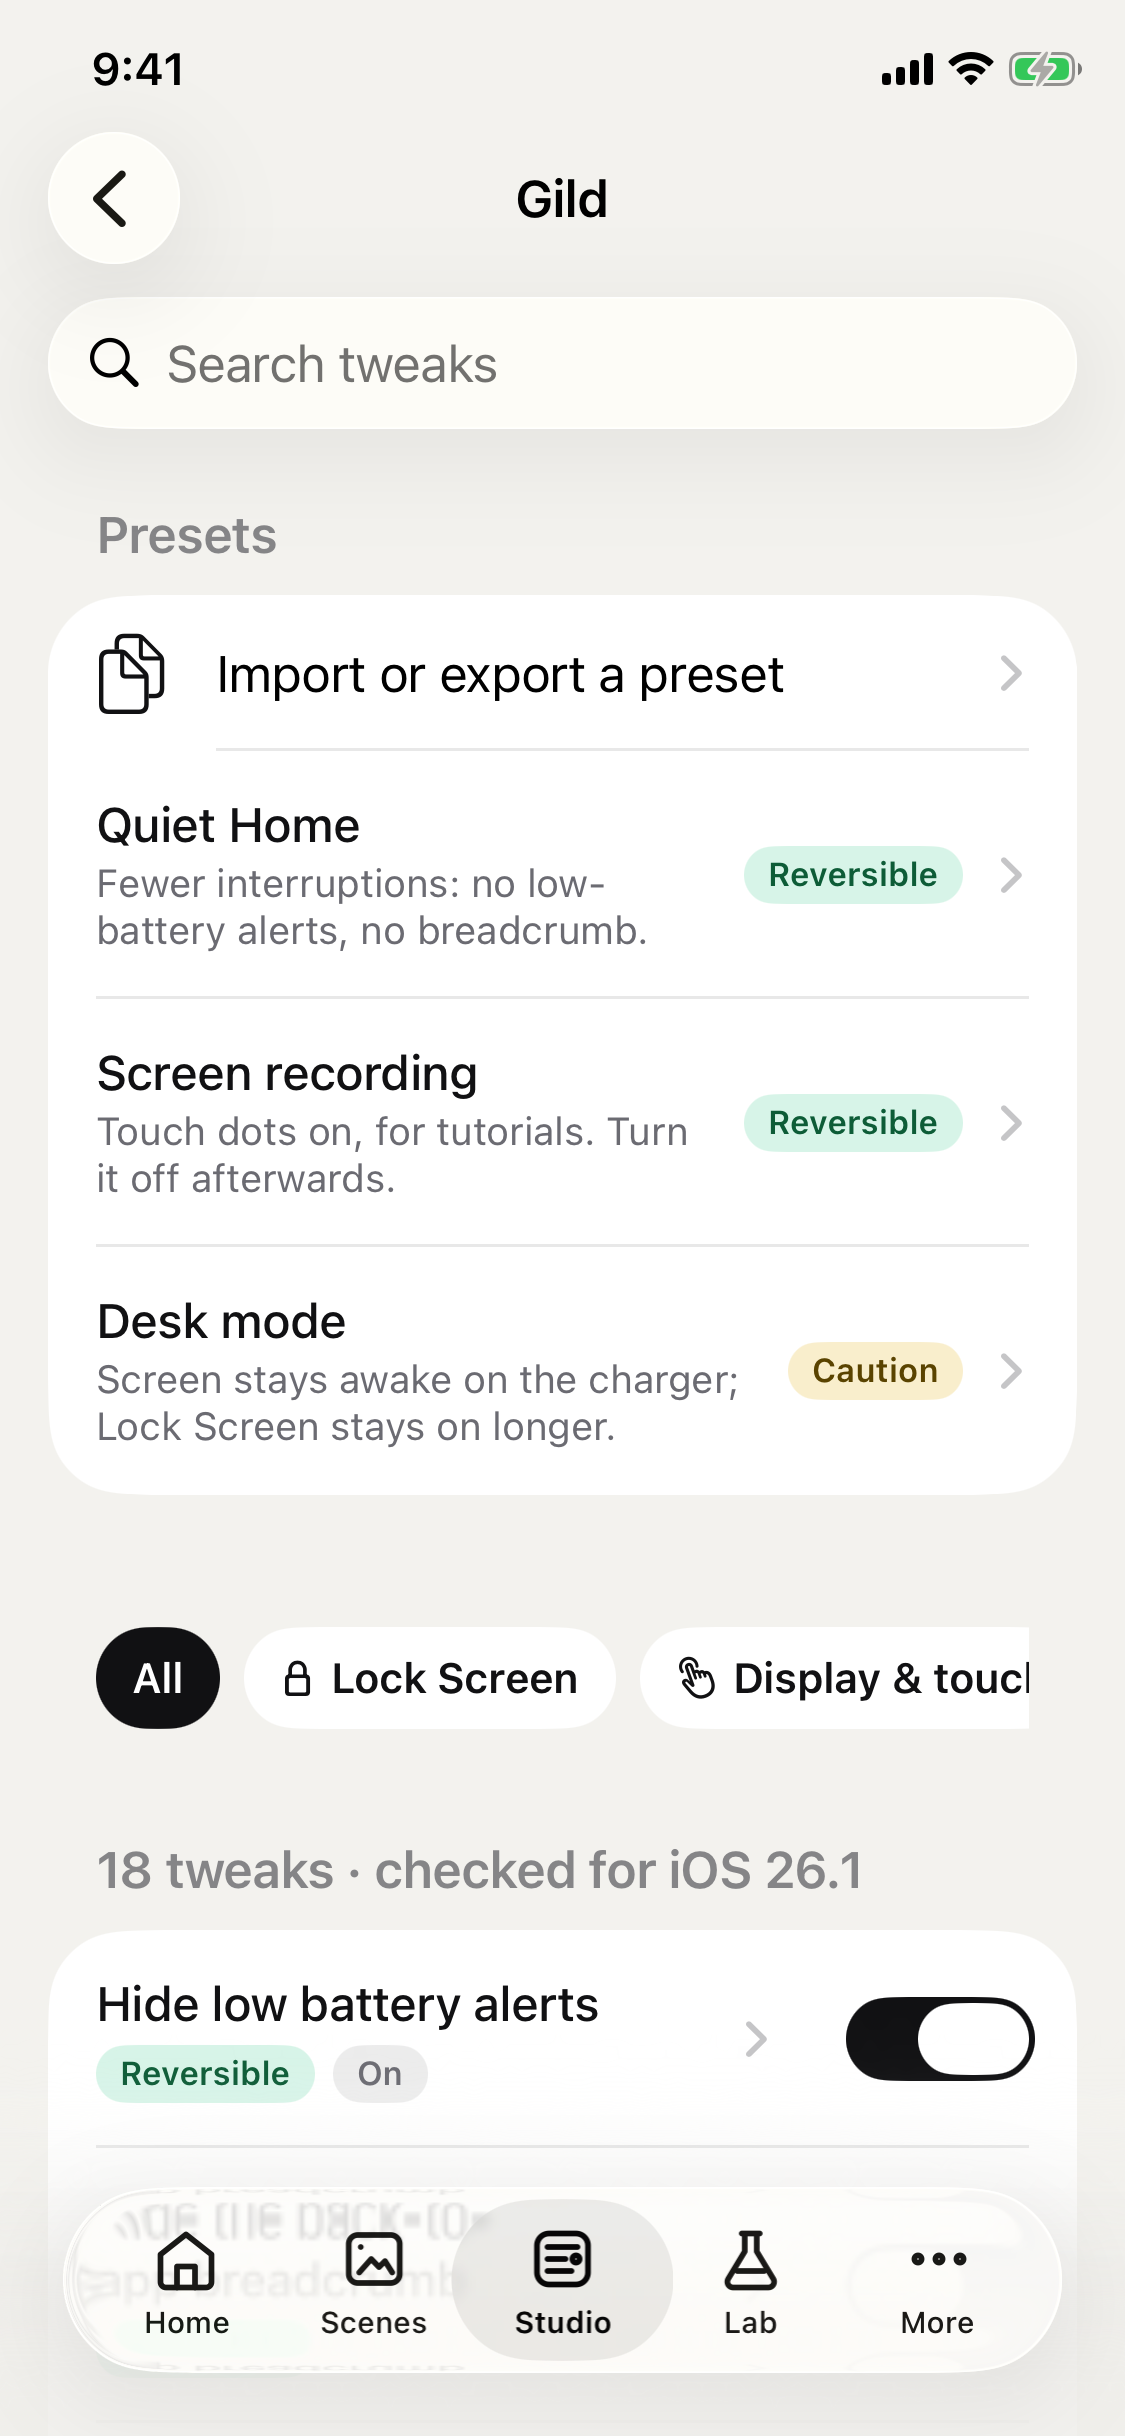 9:41
Gild
Search tweaks
Presets
Import or export a preset
Quiet Home
Fewer interruptions: no low-
battery alerts, no breadcrumb.
Reversible
Screen recording
Touch dots on, for tutorials. Turn
it off afterwards.
Reversible
Desk mode
Screen stays awake on the charger;
Lock Screen stays on longer.
Caution
All
Lock Screen
Display & touch
18 tweaks · checked for iOS 26.1
Hide low battery alerts
Reversible
On
app breadcrumb
Home
Scenes
Studio
Lab
More